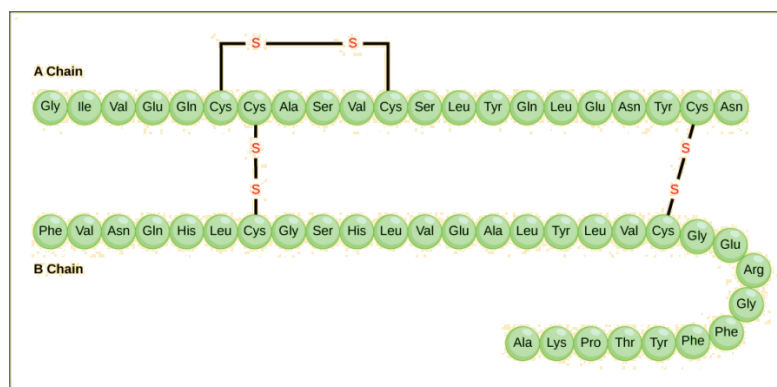 S S
A Chain
Gly Ile Val Glu Gln Cys Cys Ala Ser Val Cys Ser Leu Tyr Gln Leu Glu Asn Tyr Cys Asn
S S
S S
Phe Val Asn Gln His Leu Cys Gly Ser His Leu Val Glu Ala Leu Tyr Leu Val Cys Gly Glu
B Chain
Arg
Gly
Ala Lys Pro Thr Tyr Phe Phe